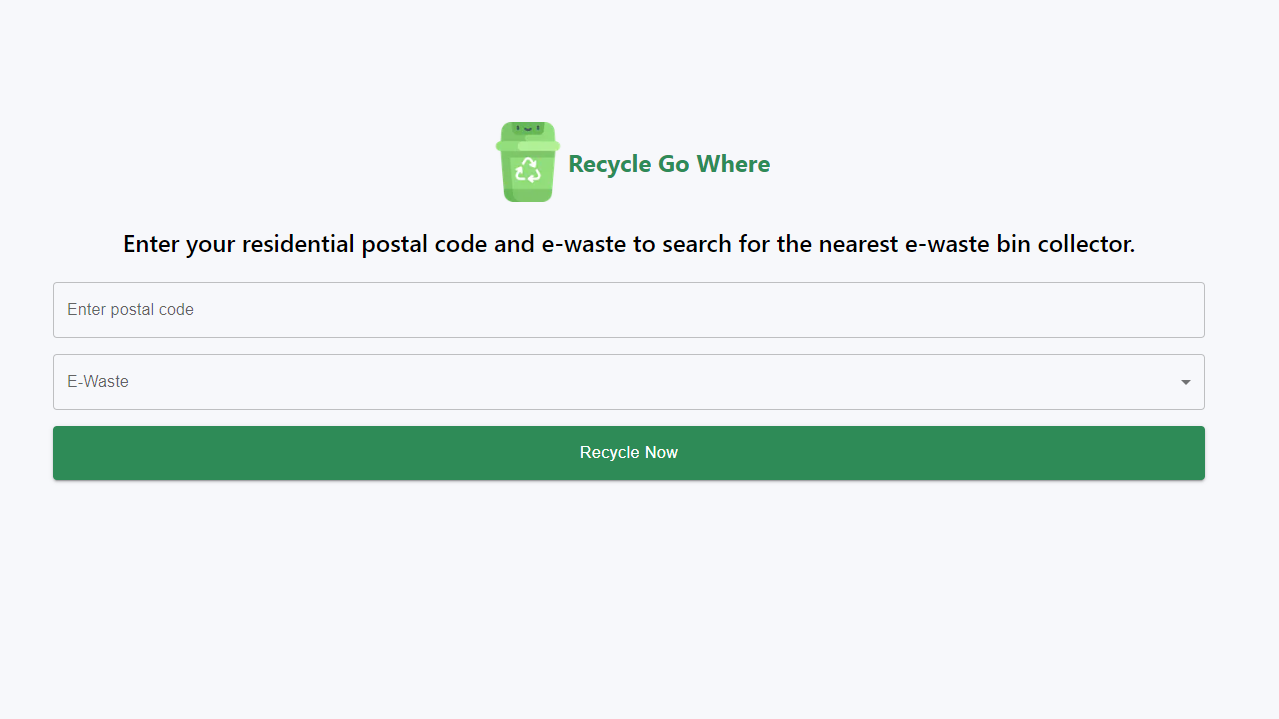 Recycle Go Where
Enter your residential postal code and e-waste to search for the nearest e-waste bin collector.
Enter postal code
E-Waste
Recycle Now